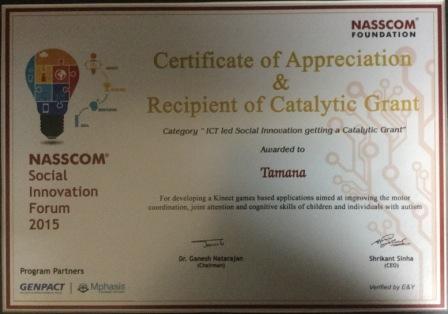 NASSCOM®
FOUNDATION
Certificate of Appreciation
&
Recipient of Catalytic Grant
Category " ICT led Social Innovation getting a Catalytic Grant"
Awarded to
Tamana
For developing a Kinect games based applications aimed at improving the motor
coordination, joint attention and cognitive skills of children and individuals with autism
NASSCOM®
Social
Innovation
Forum
2015
Dr. Ganesh Natarajan
(Chairman)
Shrikant Sinha
(CEO)
Program Partners
GENPACT
Mphasis
Verified by E&Y